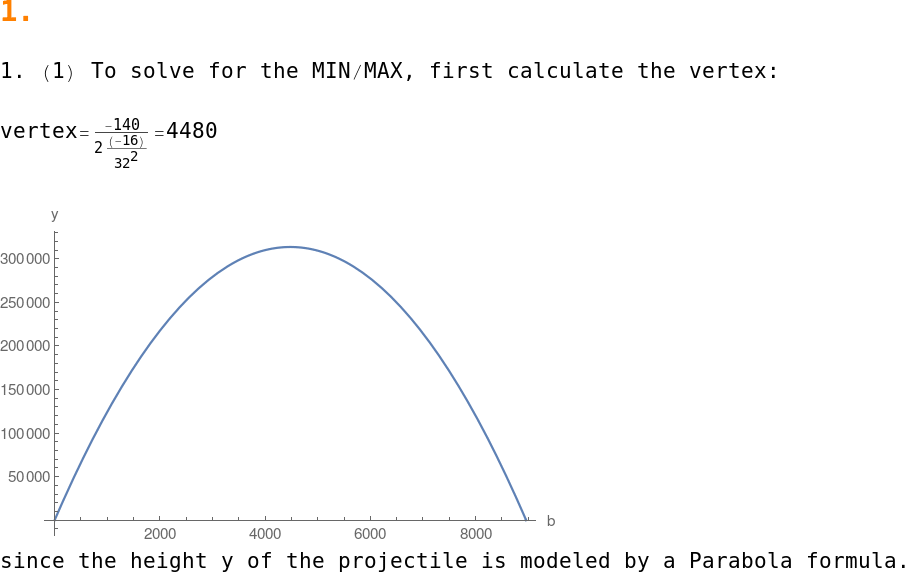 1.
1. (1) To solve for the MIN/MAX, first calculate the vertex:
vertex= -140 / (2 (-16)/32^2) =4480
y
300000
250000
200000
150000
100000
50000
2000 4000 6000 8000 b
since the height y of the projectile is modeled by a Parabola formula.